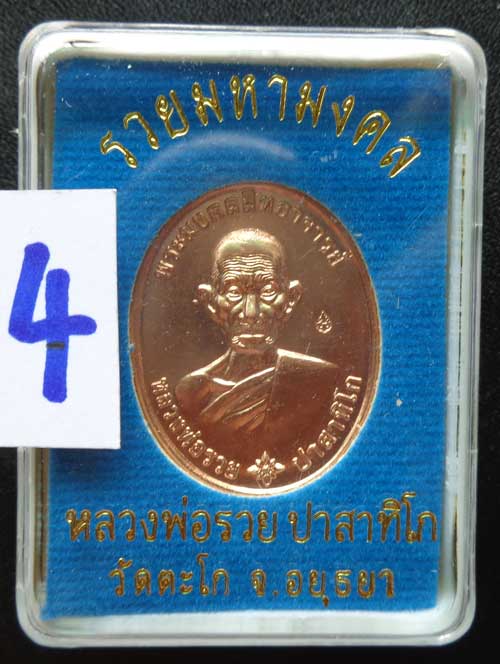 รวยมหามงคล
พระมงคลสิทธาจารย์
4
หลวงพ่อรวย ปาสาทิโก
หลวงพ่อรวย ปาสาทิโก
วัดตะโก จ.อยุธยา